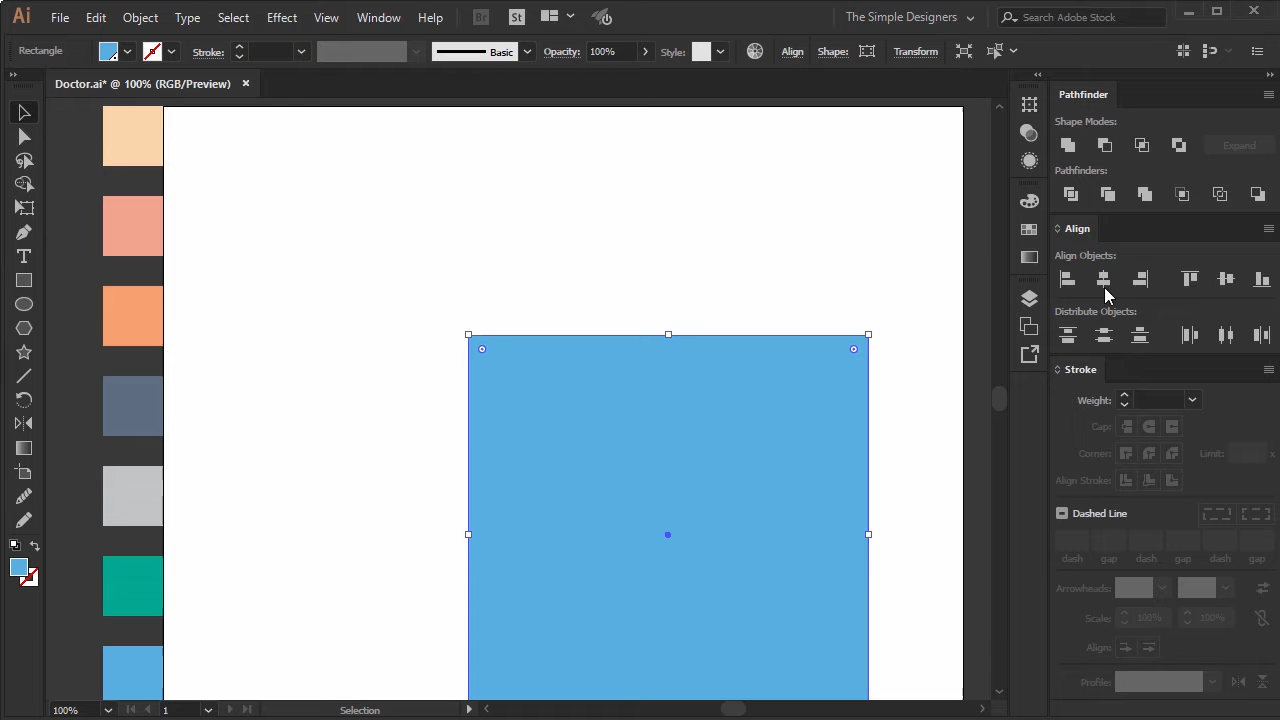 Ai File Edit Object Type Select Effect View Window Help Br St The Simple Designers Search Adobe Stock
Rectangle Stroke: Basic Opacity: 100% Style: Align Shape: Transform
Doctor.ai* @ 100% (RGB/Preview)
Pathfinder
Shape Modes:
Expand
Pathfinders:
Align
Align Objects:
Distribute Objects:
Stroke
Weight:
Cap:
Corner: Limit: x
Align Stroke:
Dashed Line
dash gap dash gap dash gap
Arrowheads:
Scale: 100% 100%
Align:
Profile:
100% 1 Selection